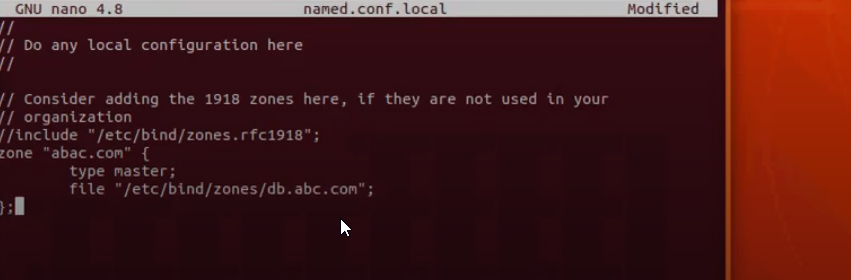 GNU nano 4.8 named.conf.local Modified
//
// Do any local configuration here
//
// Consider adding the 1918 zones here, if they are not used in your
// organization
//include "/etc/bind/zones.rfc1918";
zone "abac.com" {
type master;
file "/etc/bind/zones/db.abc.com";
};